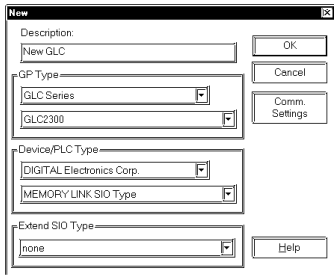 New
Description:
New GLC
OK
Cancel
GP Type
GLC Series
GLC2300
Comm.
Settings
Device/PLC Type
DIGITAL Electronics Corp.
MEMORY LINK SIO Type
Extend SIO Type
none
Help